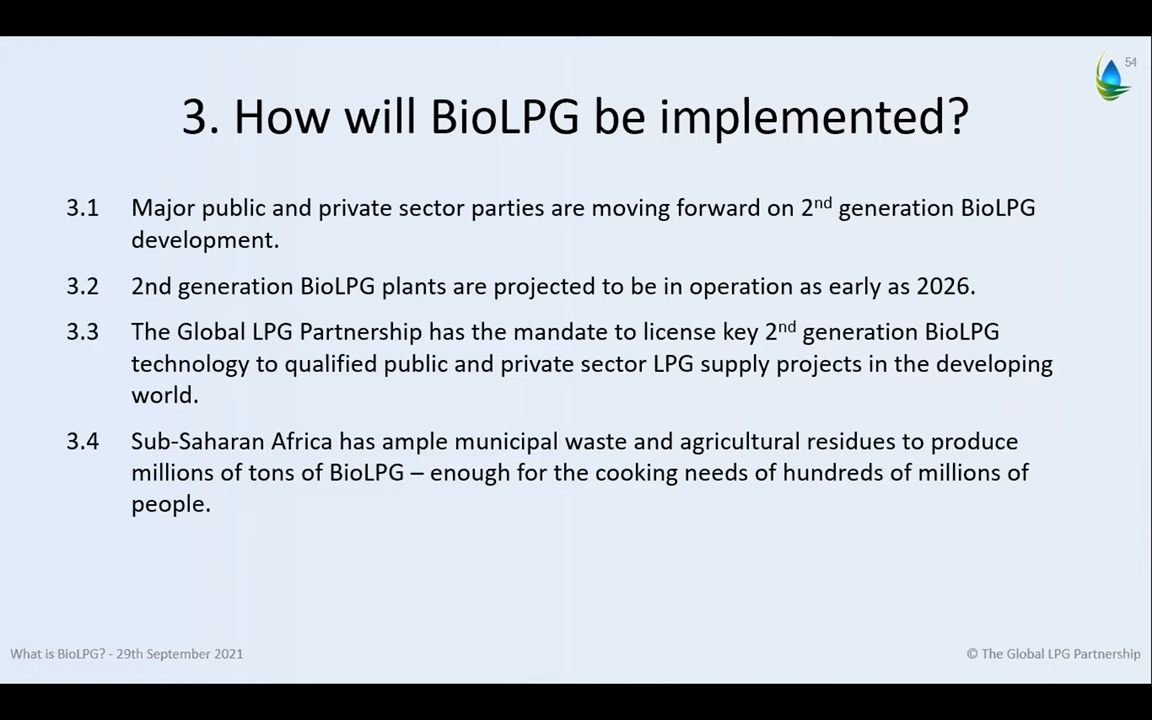 54
3. How will BioLPG be implemented?
3.1 Major public and private sector parties are moving forward on 2nd generation BioLPG
development.
3.2 2nd generation BioLPG plants are projected to be in operation as early as 2026.
3.3 The Global LPG Partnership has the mandate to license key 2nd generation BioLPG
technology to qualified public and private sector LPG supply projects in the developing
world.
3.4 Sub-Saharan Africa has ample municipal waste and agricultural residues to produce
millions of tons of BioLPG – enough for the cooking needs of hundreds of millions of
people.
What is BioLPG? - 29th September 2021
© The Global LPG Partnership